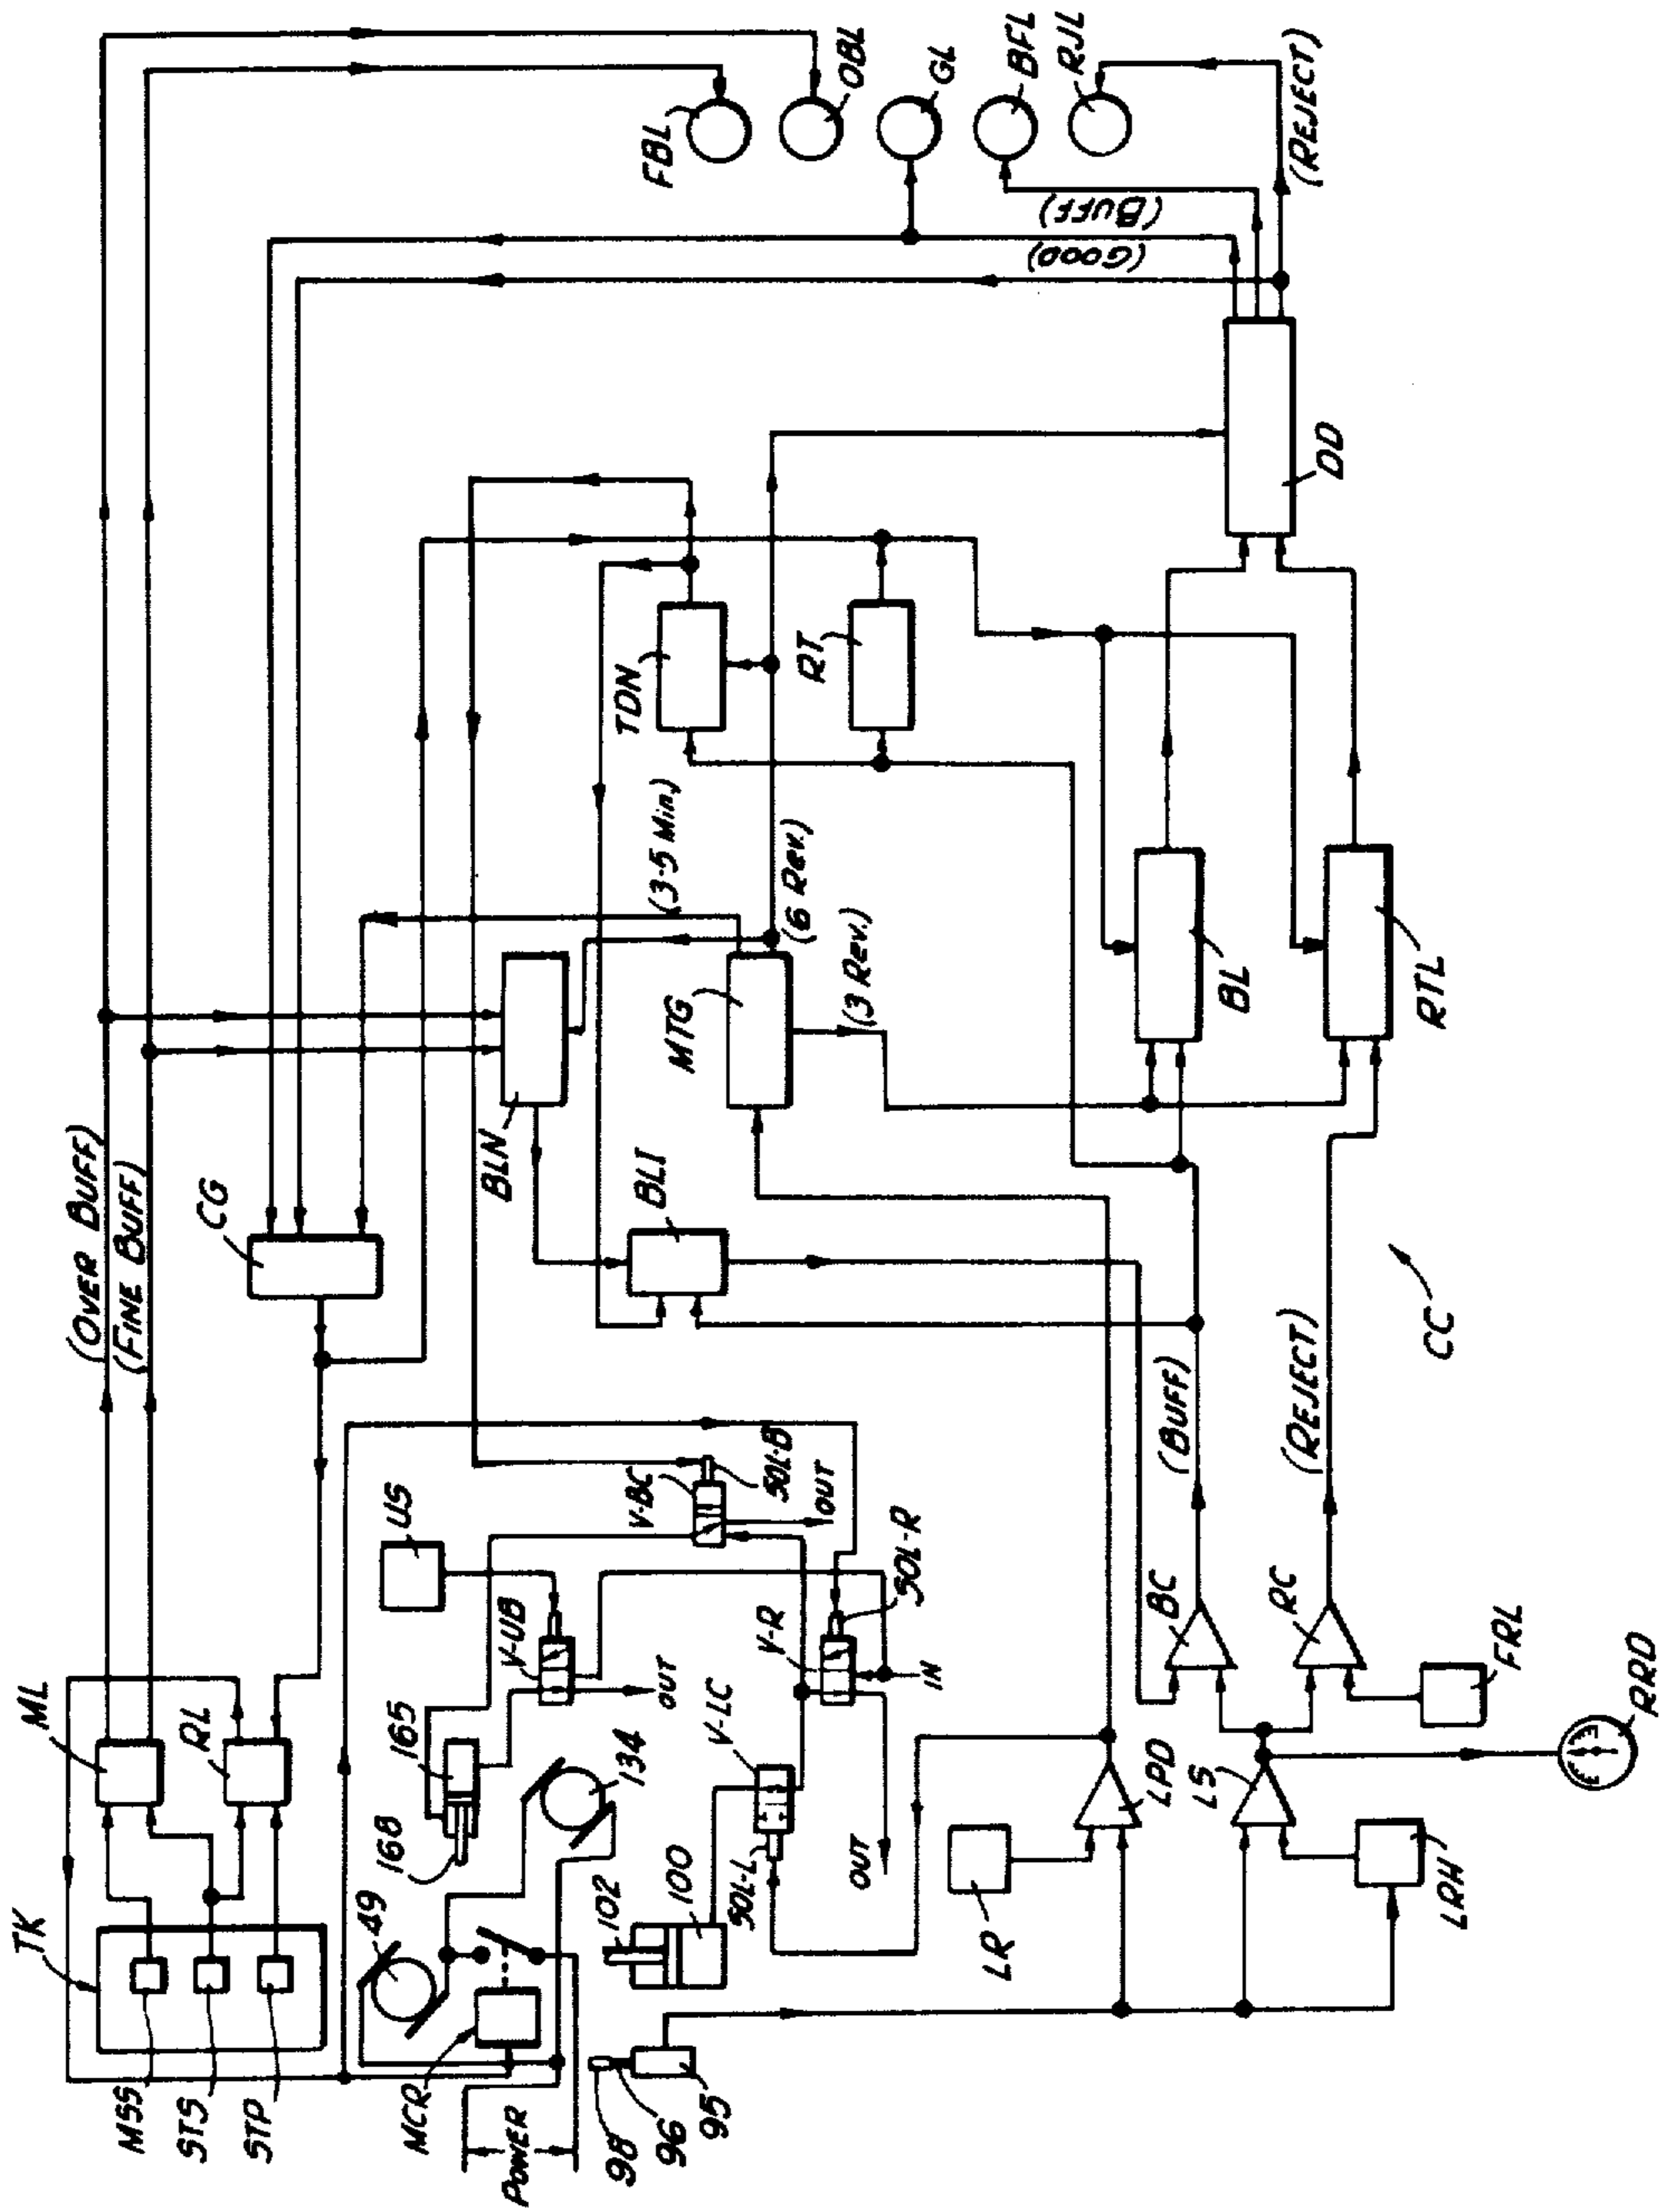 TK
ML
(OVER BUFF)
(FINE BUFF)
CG
RL
MSS
STS
STP
49
165
168
US
V-UB
OUT
V-BC
SOL-B
OUT
134
MCR
POWER
102
100
V-LC
SOL-L
V-R
SOL-R
IN
OUT
98
96
95
LR
LPD
LS
LRH
BC
RC
FRL
RRD
(BUFF)
(REJECT)
CC
BLN
BLI
MTG
(3-5 Min.)
(6 Rev.)
(3 Rev.)
TDN
RT
BL
RTL
DD
(GOOD)
(BUFF)
(REJECT)
FBL
OBL
GL
BFL
RJL